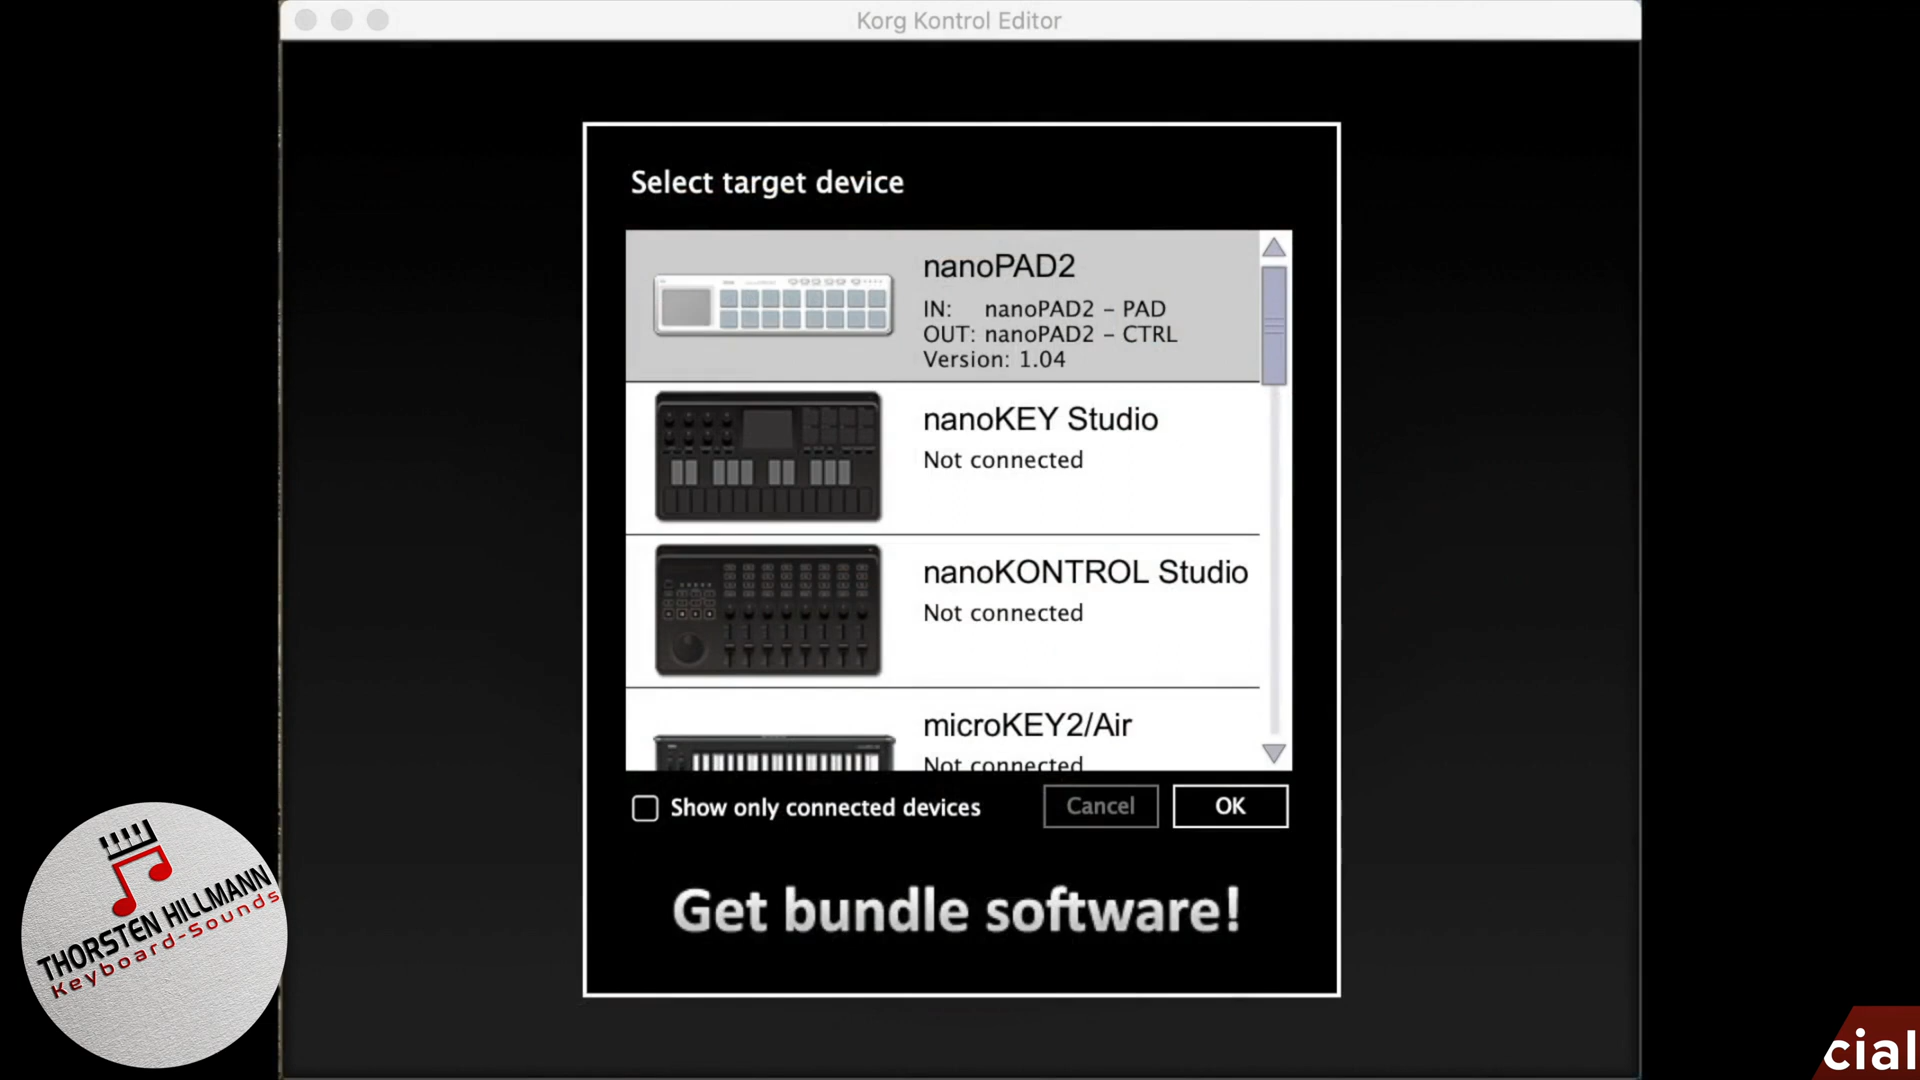 Korg Kontrol Editor
Select target device
nanoPAD2
IN: nanoPAD2 – PAD
OUT: nanoPAD2 – CTRL
Version: 1.04
nanoKEY Studio
Not connected
nanoKONTROL Studio
Not connected
microKEY2/Air
Not connected
Show only connected devices
Cancel
OK
Get bundle software!
THORSTEN HILLMANN
Keyboard-Sounds
cial